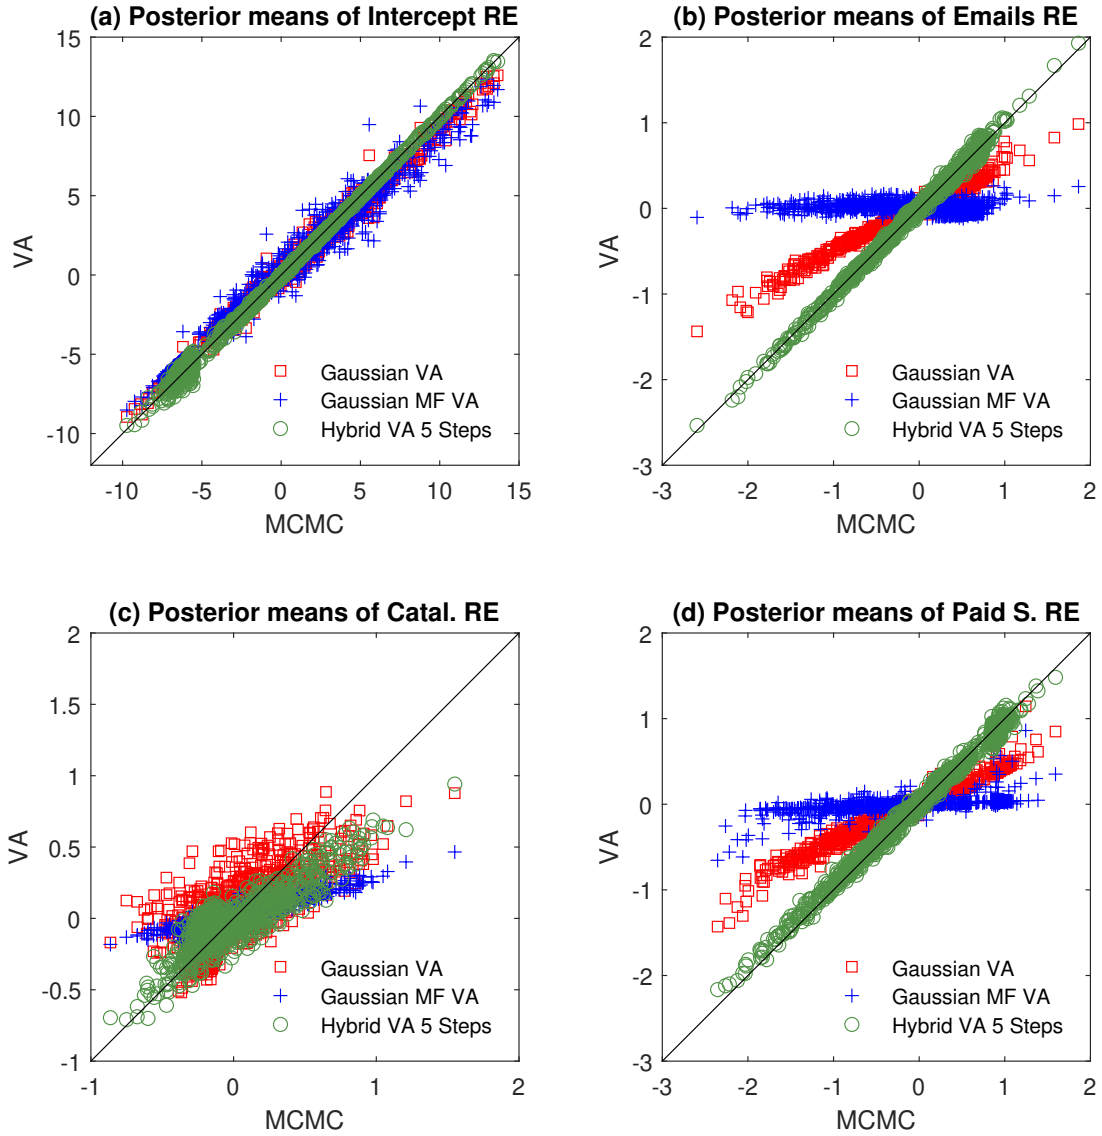 (a) Posterior means of Intercept RE
15
10
5
0
-5
-10
VA
-10 -5 0 5 10 15
MCMC
Gaussian VA
Gaussian MF VA
Hybrid VA 5 Steps
(b) Posterior means of Emails RE
2
1
0
-1
-2
-3
VA
-3 -2 -1 0 1 2
MCMC
Gaussian VA
Gaussian MF VA
Hybrid VA 5 Steps
(c) Posterior means of Catal. RE
2
1.5
1
0.5
0
-0.5
-1
VA
-1 0 1 2
MCMC
Gaussian VA
Gaussian MF VA
Hybrid VA 5 Steps
(d) Posterior means of Paid S. RE
2
1
0
-1
-2
-3
VA
-3 -2 -1 0 1 2
MCMC
Gaussian VA
Gaussian MF VA
Hybrid VA 5 Steps